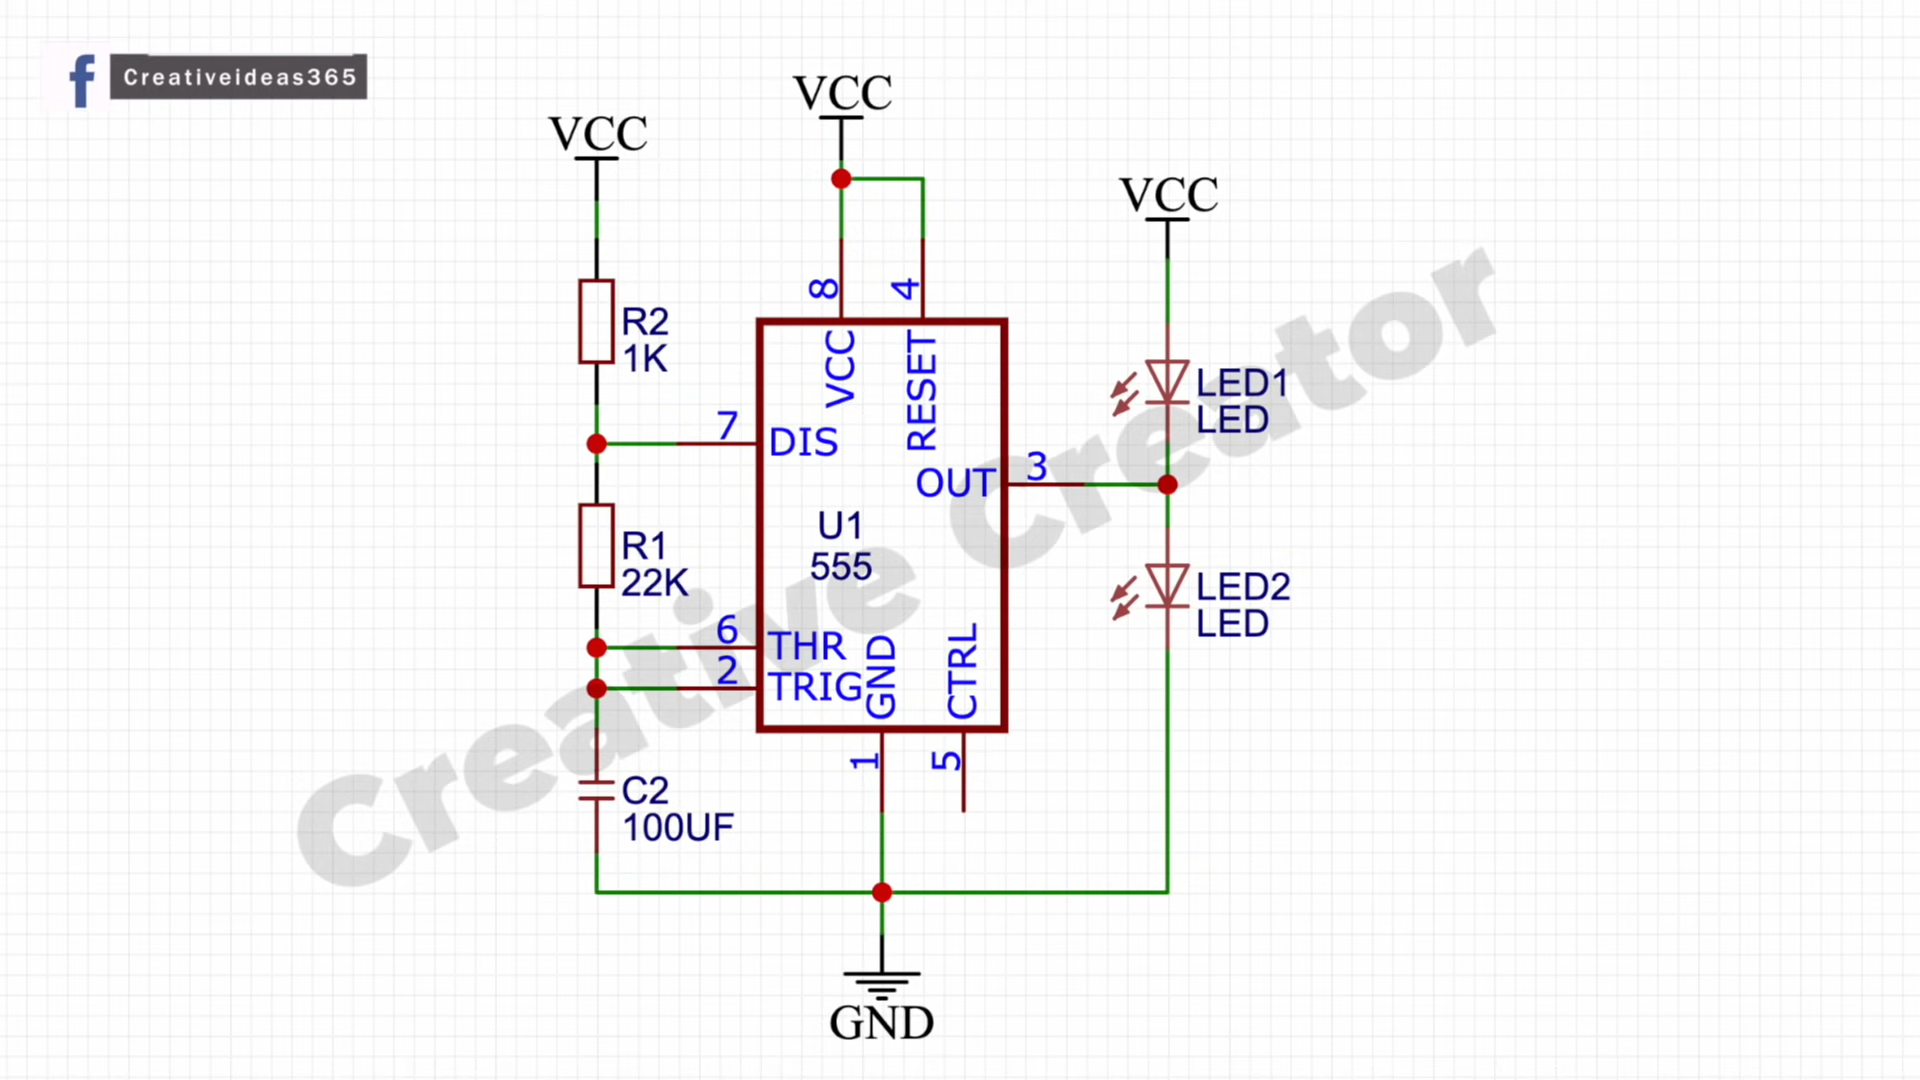 f Creativeideas365
VCC
VCC
VCC
8
4
R2
1K
VCC
RESET
LED1
LED
7
DIS
3
OUT
U1
555
R1
22K
LED2
LED
6
THR
2
TRIG
GND
CTRL
1
5
C2
100UF
GND
Creative Creator